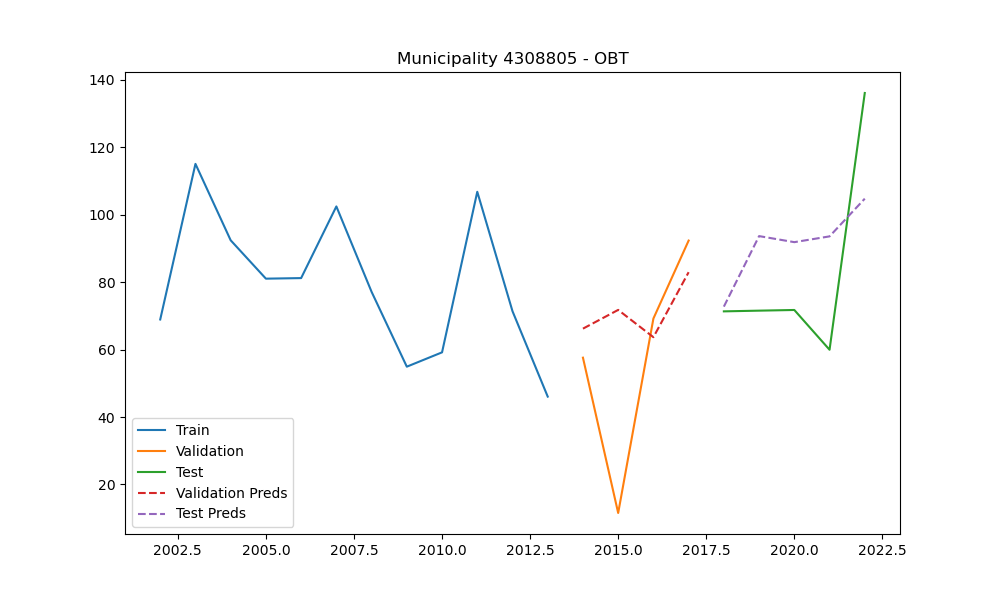 Municipality 4308805 - OBT
140
120
100
80
60
40
20
Train
Validation
Test
Validation Preds
Test Preds
2002.5 2005.0 2007.5 2010.0 2012.5 2015.0 2017.5 2020.0 2022.5